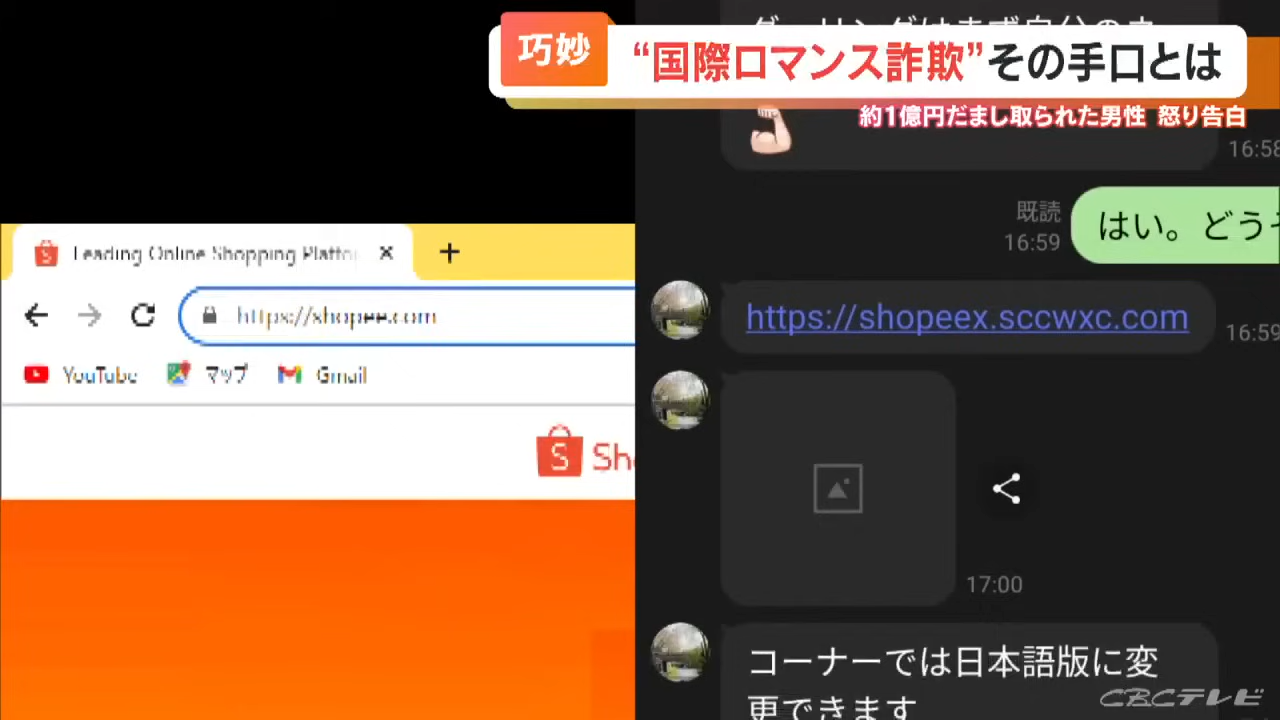 巧妙
“国際ロマンス詐欺”その手口とは
約1億円だまし取られた男性 怒り告白
16:58
既読
16:59
はい。どうぞ
Leading Online Shopping Platfo
https://shopee.com
YouTube
マップ
Gmail
S Sh
https://shopeex.sccwxc.com
16:59
17:00
コーナーでは日本語版に変
更できます
CBCテレビ